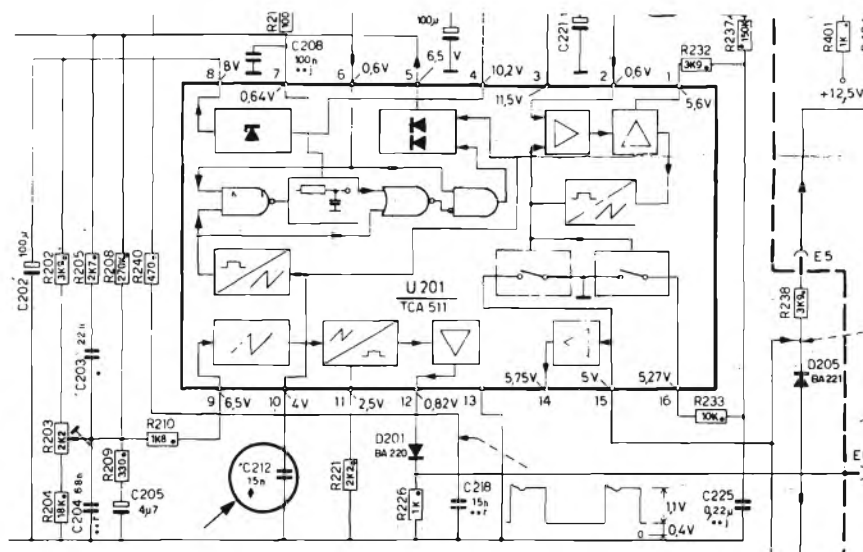 R21
100
C208
100n
**J
100µ
C221
R237
150K
R232
3K9
R401
1K
+12,5V
8
8V
7
0,64V
6
0,6V
5
6,5 V
4
10,2V
3
11,5V
2
0,6V
1
5,6V
E5
R238
3K9
D205
BA221
C202
100µ
R202
3K9
R205
2K7
R208
270K
R240
470
U201
TCA 511
C203
22n
9
6,5V
10
4V
11
2,5V
12
0,82V
13
14
5,75V
15
5V
16
5,27V
R203
2K2
R210
1K8
R209
330
R204
18K
C204
68n
**r
C205
4µ7
*C212
15n
R221
2K2
D201
BA 220
R226
1K
C218
15n
**r
R233
10K
1,1V
0
0,4V
C225
0,22µ
**j